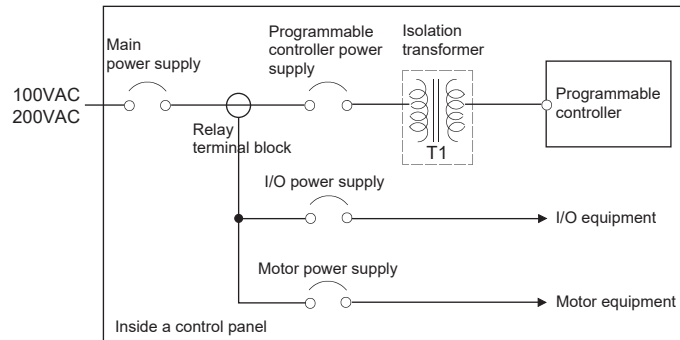 Main
power supply
Programmable
controller power
supply
Isolation
transformer
100VAC
200VAC
Relay
terminal block
T1
Programmable
controller
I/O power supply
I/O equipment
Motor power supply
Motor equipment
Inside a control panel